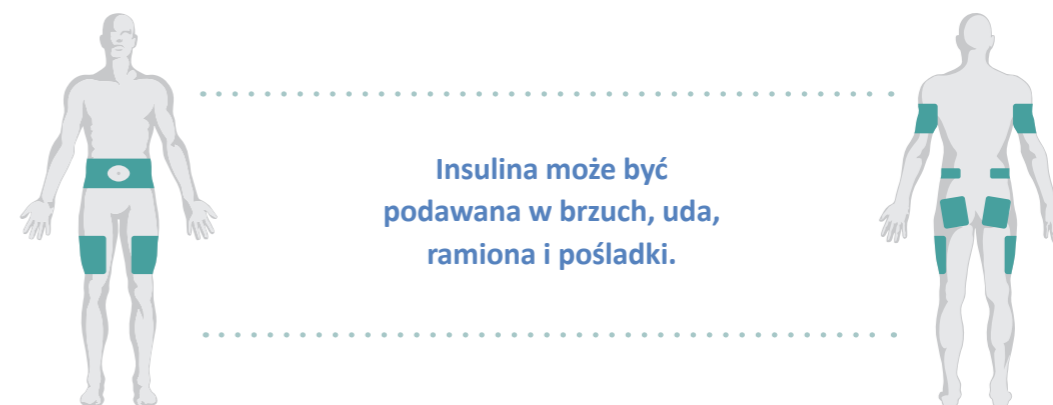 Insulina może być
podawana w brzuch, uda,
ramiona i pośladki.